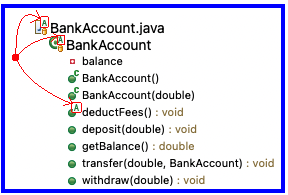 BankAccount.java
A
BankAccount
A
C
balance
C
BankAccount()
C
BankAccount(double)
A
deductFees() : void
deposit(double) : void
getBalance() : double
transfer(double, BankAccount) : void
withdraw(double) : void